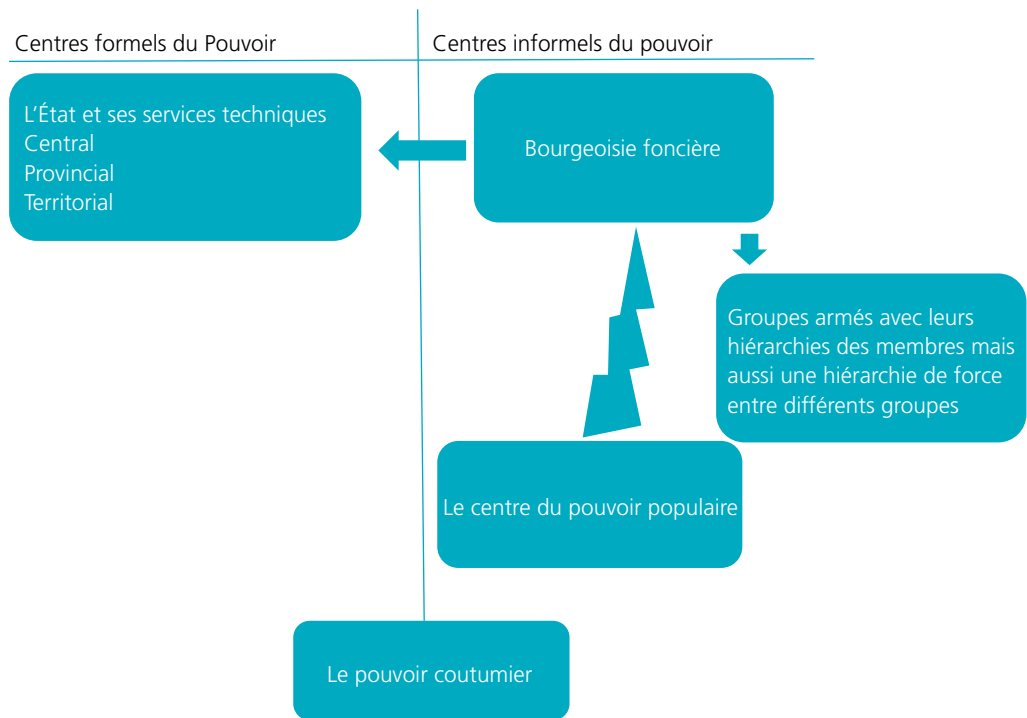 Centres formels du Pouvoir
Centres informels du pouvoir
L'État et ses services techniques
Central
Provincial
Territorial
Bourgeoisie foncière
Groupes armés avec leurs
hiérarchies des membres mais
aussi une hiérarchie de force
entre différents groupes
Le centre du pouvoir populaire
Le pouvoir coutumier